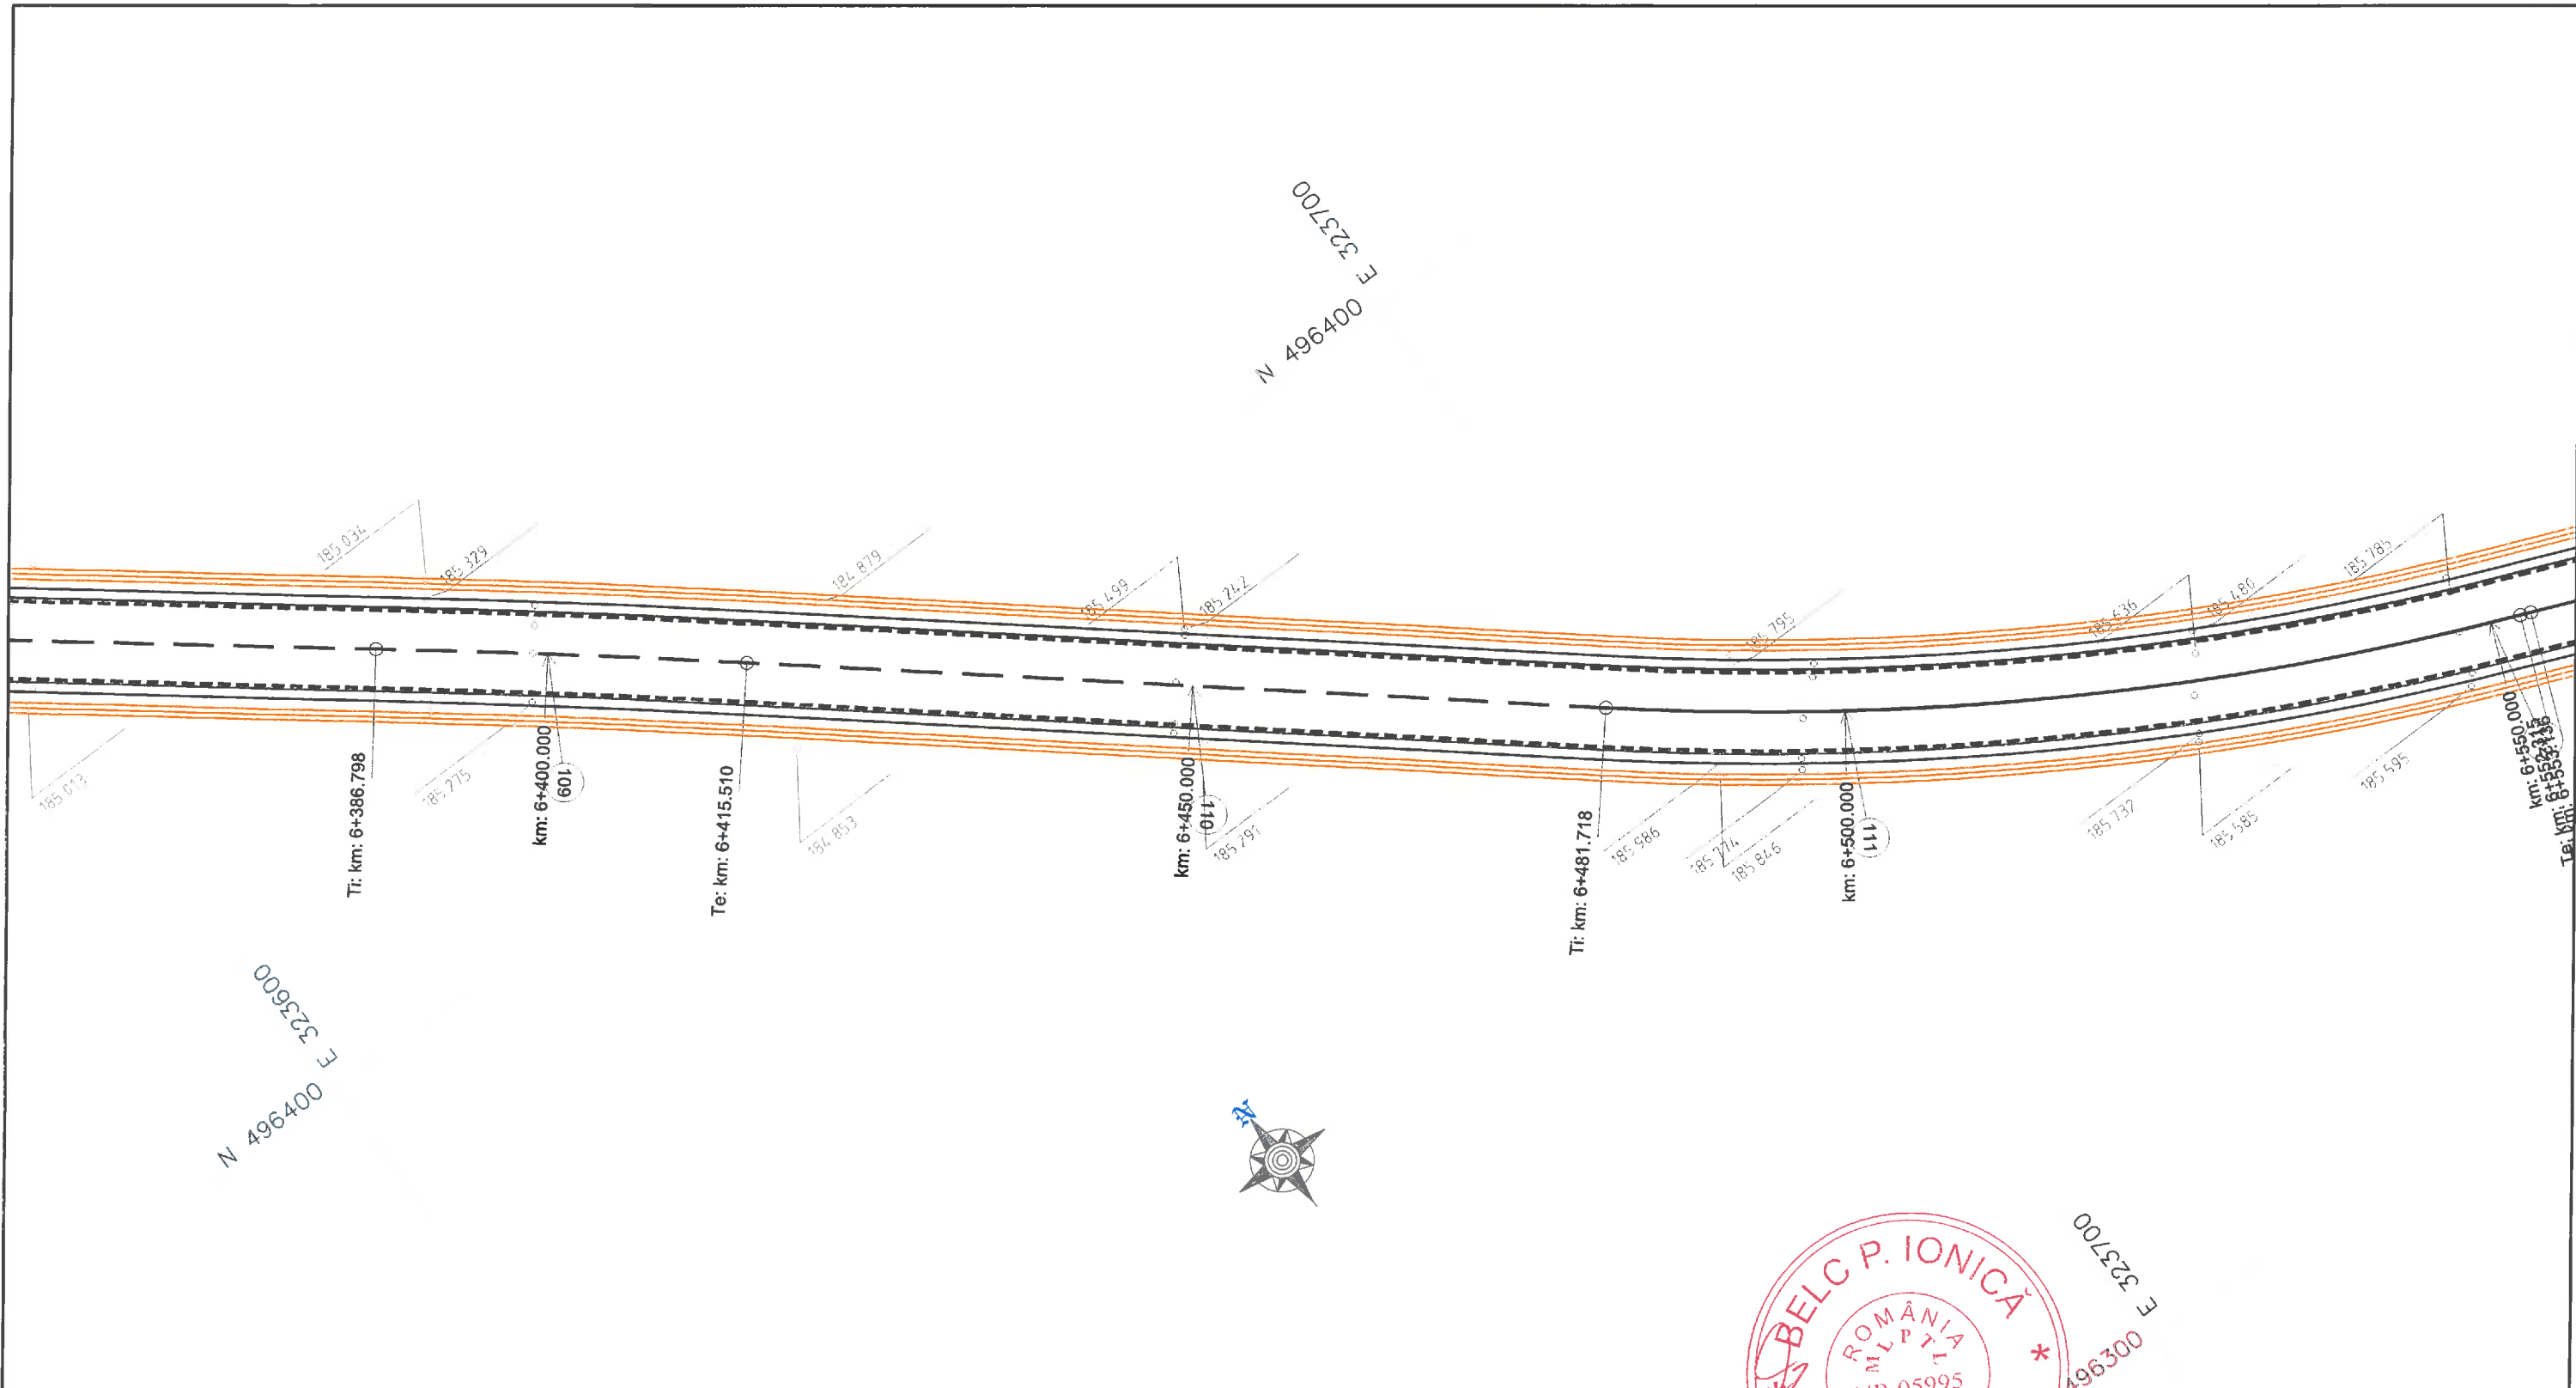 E 323700
N 496400
185 034
185 329
184 879
185 499
185 242
185 795
185 636
185 480
185 785
185 013
Ti: km: 6+386.798
185 775
km: 6+400.000
109
Te: km: 6+415.510
184 853
km: 6+450.000
110
185 291
Ti: km: 6+481.718
185 986
185 774
185 846
km: 6+500.000
111
185 737
185 585
185 595
km: 6+550.000
E 323600
N 496400
N
E 323700
496300
BELC P. IONICĂ *
ROMÂNIA
M L P T L
05995